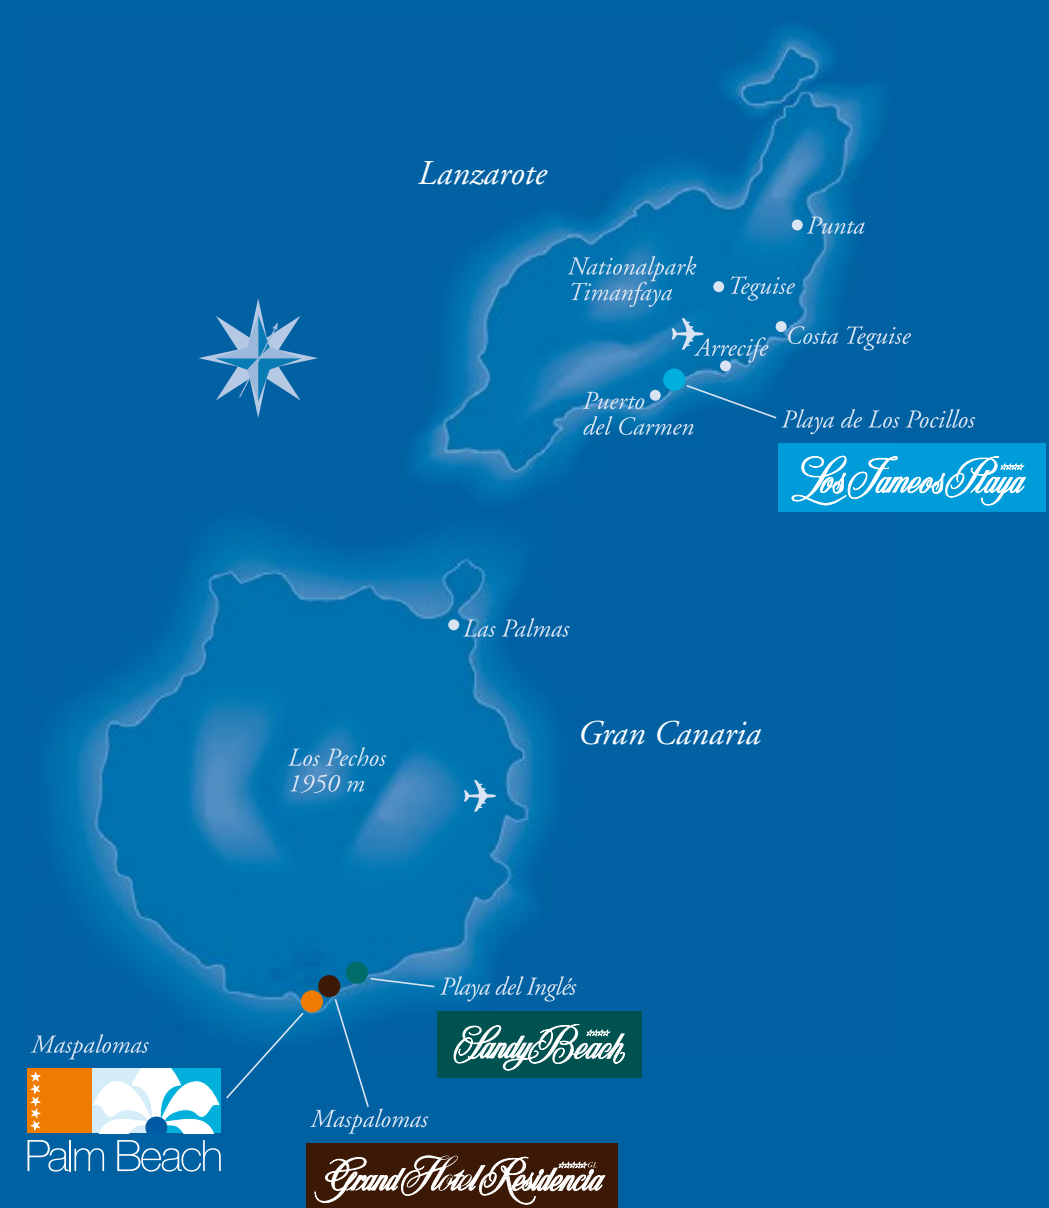 Lanzarote
Punta
Nationalpark
Timanfaya
Teguise
Costa Teguise
Arrecife
Puerto
del Carmen
Playa de Los Pocillos
Los Jameos Playa
Las Palmas
Gran Canaria
Los Pechos
1950 m
Playa del Inglés
Sandy Beach
Maspalomas
Palm Beach
Maspalomas
Grand Hotel Residencia GL